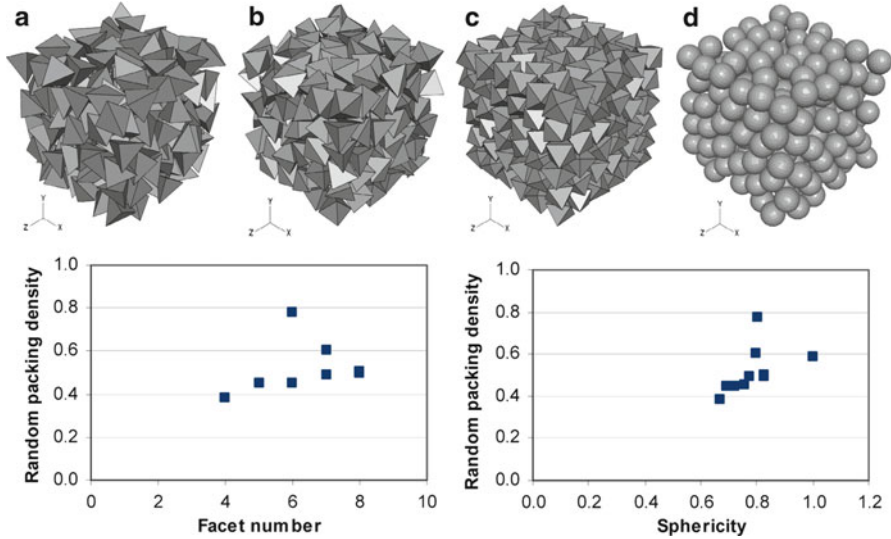 a
b
c
d
Y
Z X
Y
Z X
Y
Z X
Y
Z X
Random packing density
1.0
0.8
0.6
0.4
0.2
0.0
0 2 4 6 8 10
Facet number
Random packing density
1.0
0.8
0.6
0.4
0.2
0.0
0.0 0.2 0.4 0.6 0.8 1.0 1.2
Sphericity